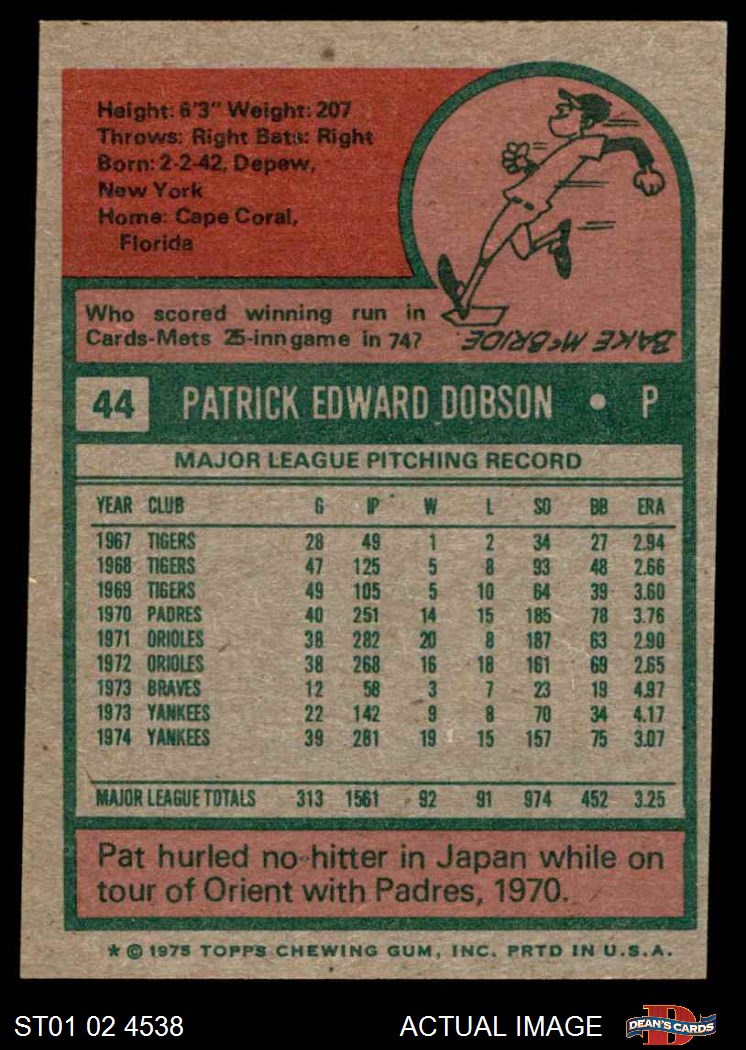 Height: 6'3" Weight: 207
Throws: Right Bats: Right
Born: 2-2-42, Depew,
New York
Home: Cape Coral,
Florida
Who scored winning run in
Cards-Mets 25-inn game in 74?
BAKE McBRIDE.
44 PATRICK EDWARD DOBSON • P
MAJOR LEAGUE PITCHING RECORD
YEAR CLUB G IP W L SO BB ERA
1967 TIGERS 28 49 1 2 34 27 2.94
1968 TIGERS 47 125 5 8 93 48 2.66
1969 TIGERS 49 105 5 10 64 39 3.60
1970 PADRES 40 251 14 15 185 78 3.76
1971 ORIOLES 38 282 20 8 187 63 2.90
1972 ORIOLES 38 268 16 18 161 69 2.65
1973 BRAVES 12 58 3 7 23 19 4.97
1973 YANKEES 22 142 9 8 70 34 4.17
1974 YANKEES 39 281 19 15 157 75 3.07
MAJOR LEAGUE TOTALS 313 1561 92 91 974 452 3.25
Pat hurled no-hitter in Japan while on
tour of Orient with Padres, 1970.
* © 1975 TOPPS CHEWING GUM, INC. PRTD IN U.S.A.
ST01 02 4538 ACTUAL IMAGE D DEAN'S CARDS